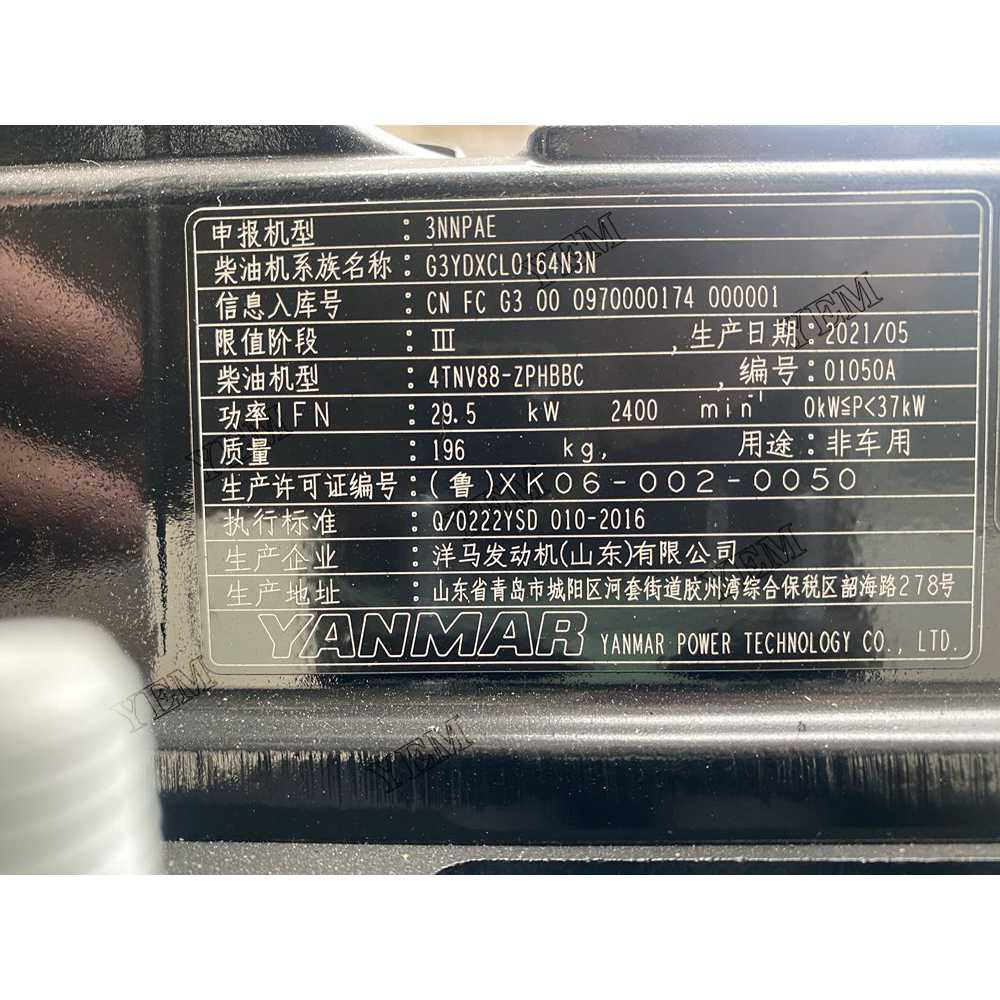 申报机型 : 3NNPAE
柴油机系族名称 : G3YDXCL0164N3N
信息入库号 : CN FC G3 00 0970000174 000001
限值阶段 : III , 生产日期 : 2021/05
柴油机型 : 4TNV88-ZPHBBC , 编号 : 01050A
功率IFN : 29.5 kW 2400 min⁻¹ 0kW≦P<37kW
质量 : 196 kg, 用途 : 非车用
生产许可证编号 : (鲁)XK06-002-0050
执行标准 : Q/0222YSD 010-2016
生产企业 : 洋马发动机(山东)有限公司
生产地址 : 山东省青岛市城阳区河套街道胶州湾综合保税区韶海路278号
YANMAR YANMAR POWER TECHNOLOGY CO., LTD.
YEM
YEM
YEM
YEM
YEM
YEM
YEM